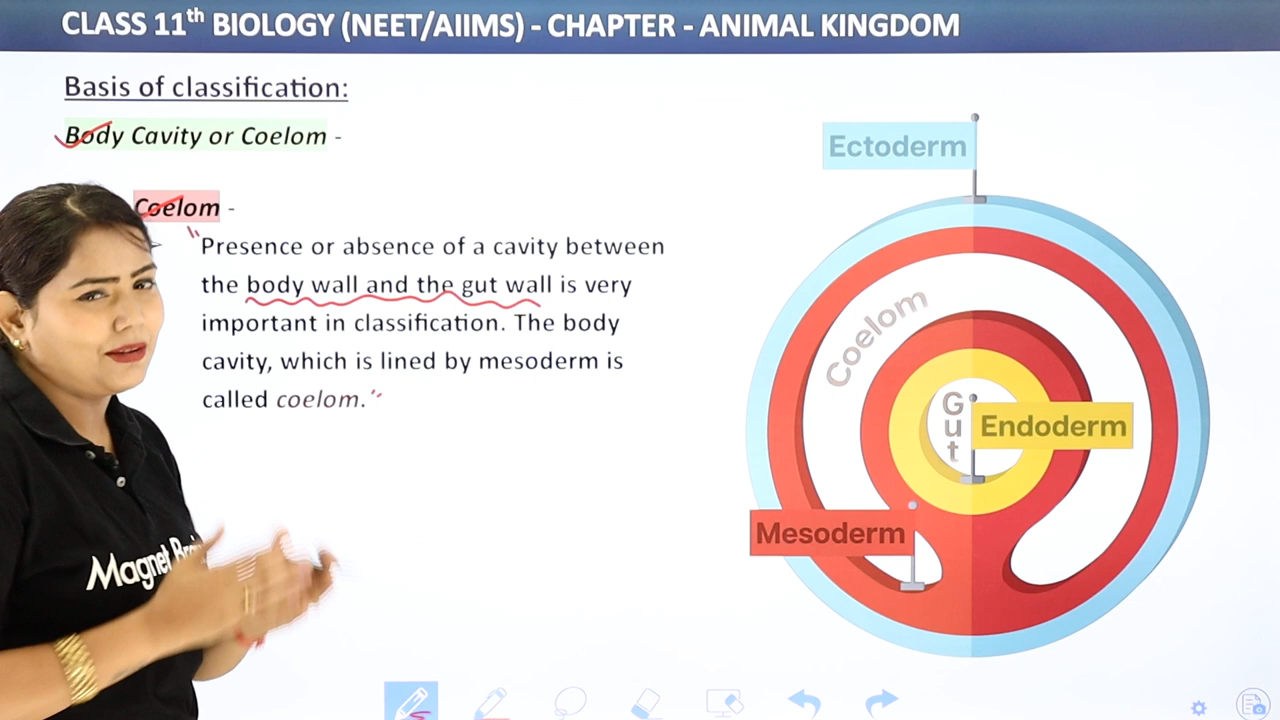 CLASS 11th BIOLOGY (NEET/AIIMS) - CHAPTER - ANIMAL KINGDOM
Basis of classification:
Body Cavity or Coelom -
Coelom -
Presence or absence of a cavity between
the body wall and the gut wall is very
important in classification. The body
cavity, which is lined by mesoderm is
called coelom.
Ectoderm
Coelom
Gut
Endoderm
Mesoderm
Magnet